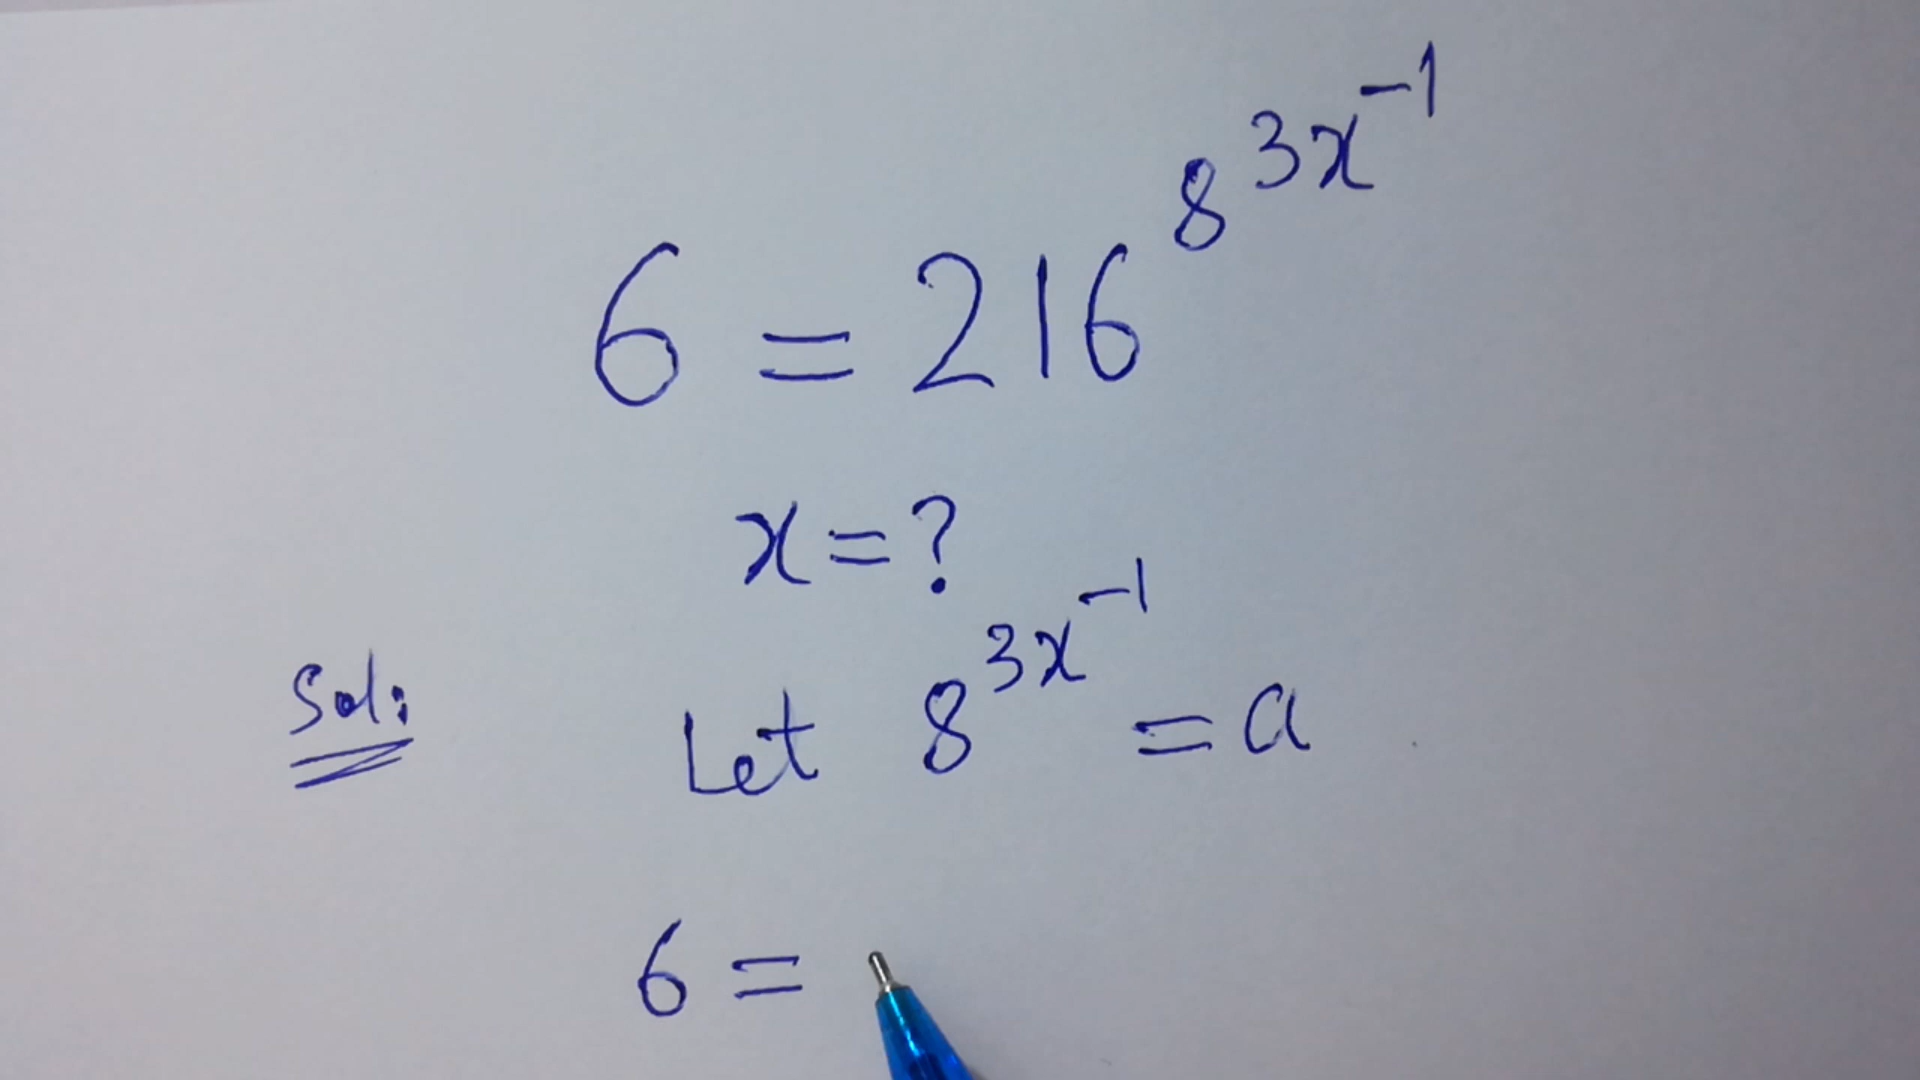 6 = 216^{8^{3x^{-1}}}
x = ?
Sol: Let 8^{3x^{-1}} = a
6 =